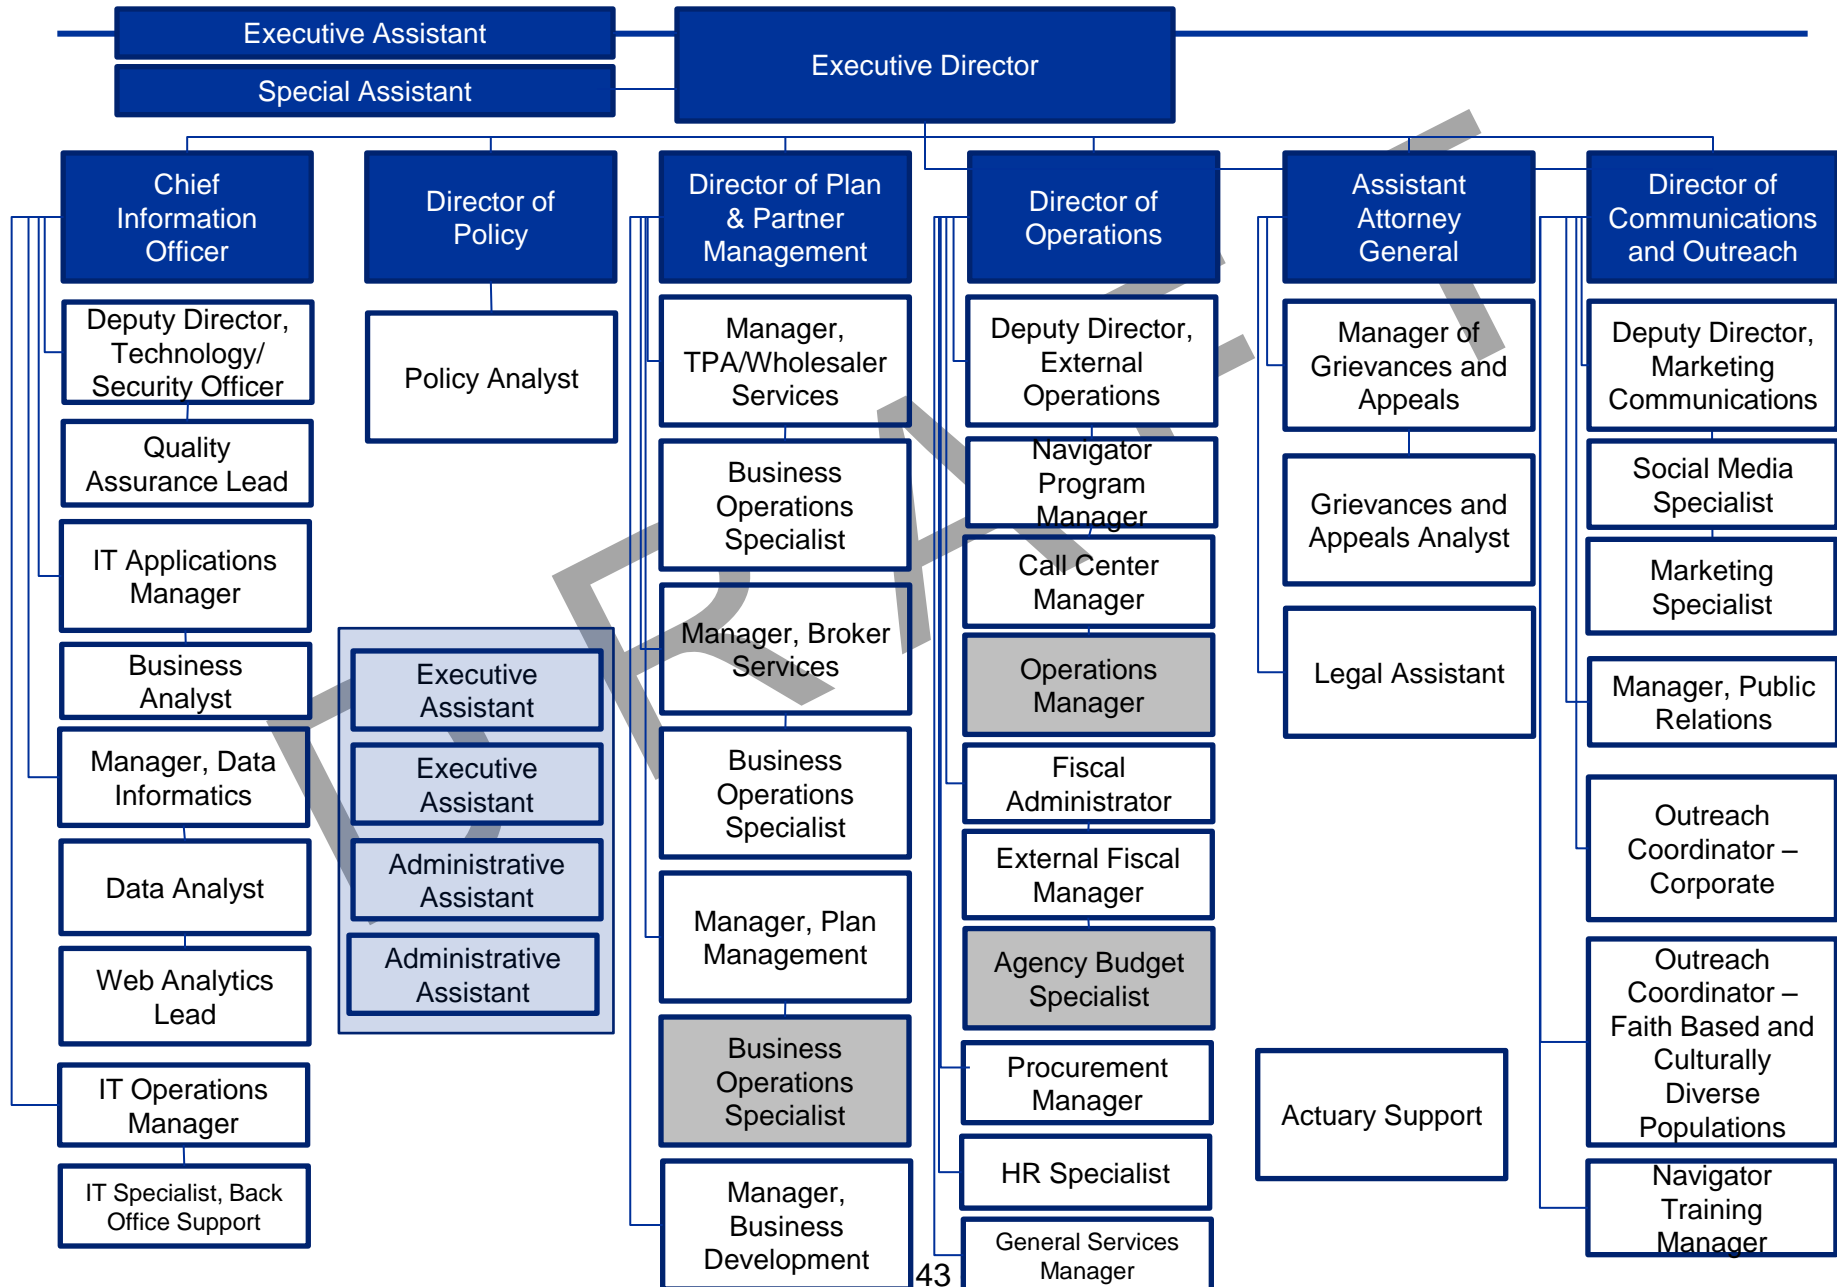 Executive Assistant
Special Assistant
Executive Director
Chief
Information
Officer
Director of
Policy
Director of Plan
& Partner
Management
Director of
Operations
Assistant
Attorney
General
Director of
Communications
and Outreach
Deputy Director,
Technology/
Security Officer
Quality
Assurance Lead
IT Applications
Manager
Business
Analyst
Manager, Data
Informatics
Data Analyst
Web Analytics
Lead
IT Operations
Manager
IT Specialist, Back
Office Support
Policy Analyst
Executive
Assistant
Executive
Assistant
Administrative
Assistant
Administrative
Assistant
Manager,
TPA/Wholesaler
Services
Business
Operations
Specialist
Manager, Broker
Services
Business
Operations
Specialist
Manager, Plan
Management
Business
Operations
Specialist
Manager,
Business
Development
Deputy Director,
External
Operations
Navigator
Program
Manager
Call Center
Manager
Operations
Manager
Fiscal
Administrator
External Fiscal
Manager
Agency Budget
Specialist
Procurement
Manager
HR Specialist
General Services
Manager
Manager of
Grievances and
Appeals
Grievances and
Appeals Analyst
Legal Assistant
Actuary Support
Deputy Director,
Marketing
Communications
Social Media
Specialist
Marketing
Specialist
Manager, Public
Relations
Outreach
Coordinator –
Corporate
Outreach
Coordinator –
Faith Based and
Culturally
Diverse
Populations
Navigator
Training
Manager
DRAFT
43